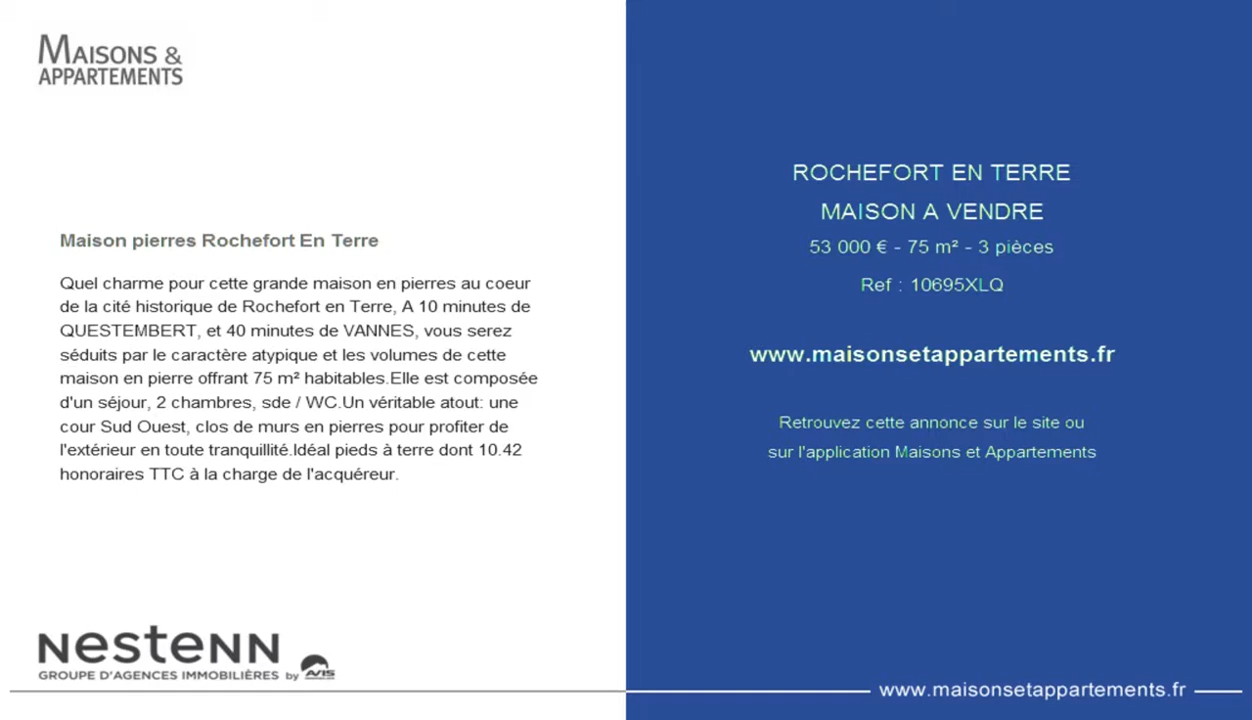 MAISONS &
APPARTEMENTS
Maison pierres Rochefort En Terre
Quel charme pour cette grande maison en pierres au coeur
de la cité historique de Rochefort en Terre, A 10 minutes de
QUESTEMBERT, et 40 minutes de VANNES, vous serez
séduits par le caractère atypique et les volumes de cette
maison en pierre offrant 75 m² habitables.Elle est composée
d'un séjour, 2 chambres, sde / WC.Un véritable atout: une
cour Sud Ouest, clos de murs en pierres pour profiter de
l'extérieur en toute tranquillité.Idéal pieds à terre dont 10.42
honoraires TTC à la charge de l'acquéreur.
Nestenn
GROUPE D'AGENCES IMMOBILIÈRES by AVIS
ROCHEFORT EN TERRE
MAISON A VENDRE
53 000 € - 75 m² - 3 pièces
Ref : 10695XLQ
www.maisonsetappartements.fr
Retrouvez cette annonce sur le site ou
sur l'application Maisons et Appartements
www.maisonsetappartements.fr